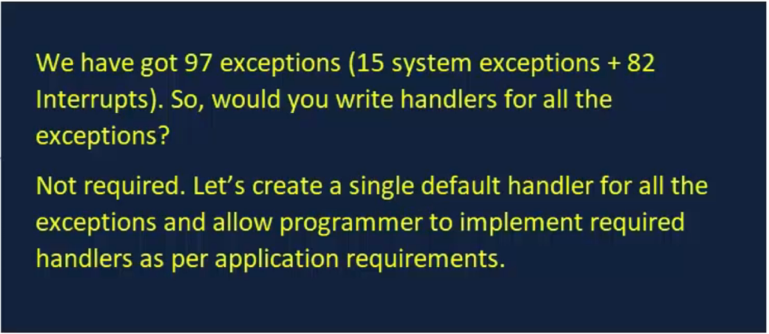 We have got 97 exceptions (15 system exceptions + 82
Interrupts). So, would you write handlers for all the
exceptions?
Not required. Let’s create a single default handler for all the
exceptions and allow programmer to implement required
handlers as per application requirements.